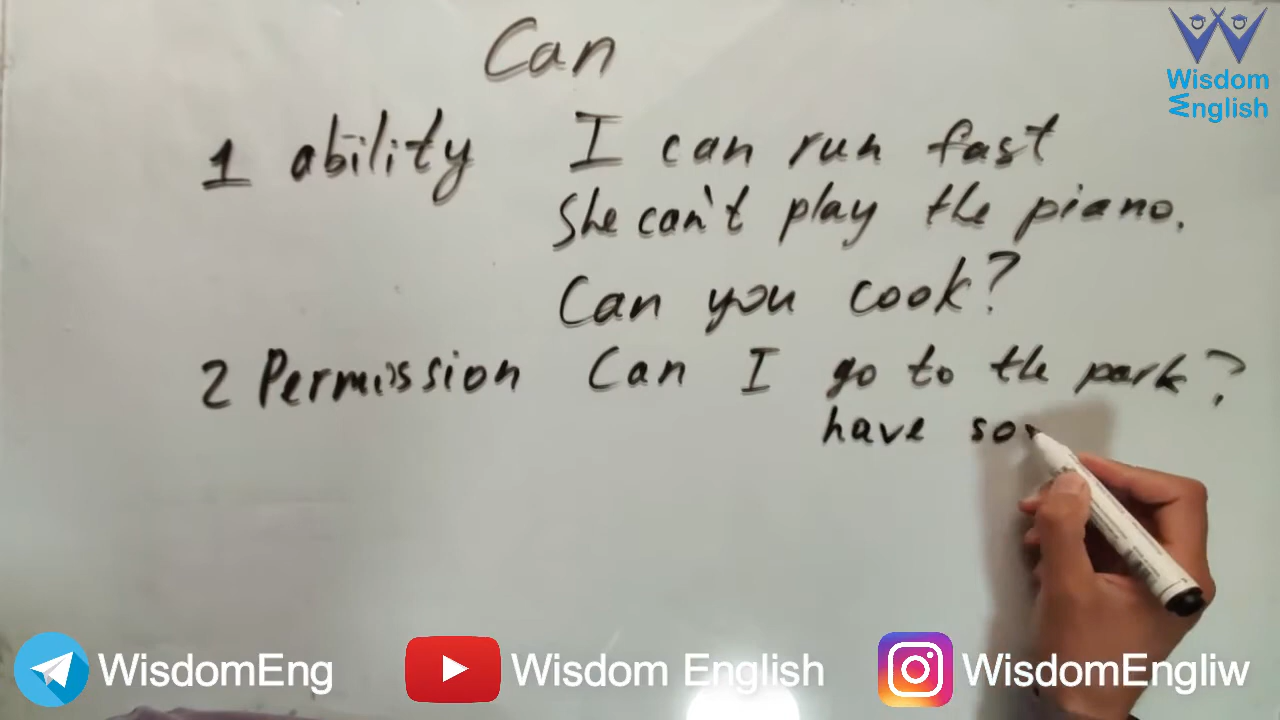 Can
Wisdom
English
1 ability I can run fast
She can't play the piano.
Can you cook?
2 Permission Can I go to the park?
have so
WisdomEng
Wisdom English
WisdomEngliw